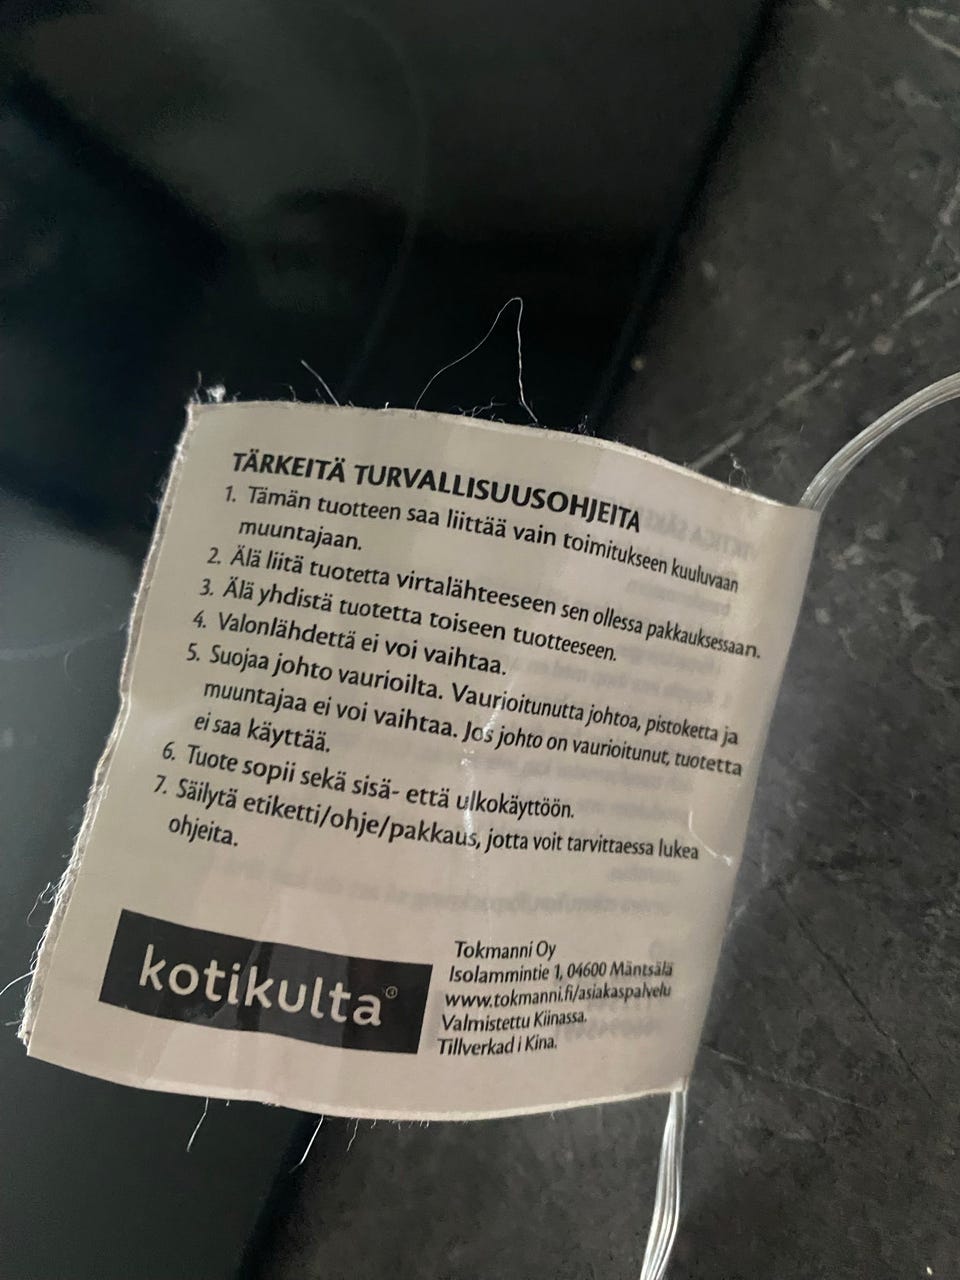 TÄRKEITÄ TURVALLISUUSOHJEITA
1. Tämän tuotteen saa liittää vain toimitukseen kuuluvaan
muuntajaan.
2. Älä liitä tuotetta virtalähteeseen sen ollessa pakkauksessaan.
3. Älä yhdistä tuotetta toiseen tuotteeseen.
4. Valonlähdettä ei voi vaihtaa.
5. Suojaa johto vaurioilta. Vaurioitunutta johtoa, pistoketta ja
muuntajaa ei voi vaihtaa. Jos johto on vaurioitunut, tuotetta
ei saa käyttää.
6. Tuote sopii sekä sisä- että ulkokäyttöön.
7. Säilytä etiketti/ohje/pakkaus, jotta voit tarvittaessa lukea
ohjeita.
kotikulta®
Tokmanni Oy
Isolammintie 1, 04600 Mäntsälä
www.tokmanni.fi/asiakaspalvelu
Valmistettu Kiinassa.
Tillverkad i Kina.